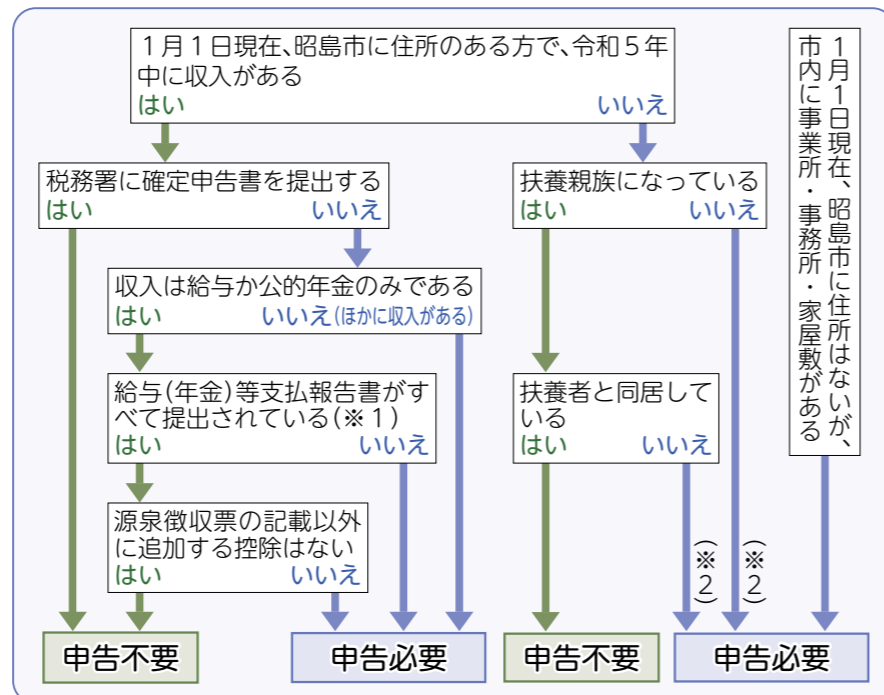 1月1日現在、昭島市に住所のある方で、令和5年
中に収入がある
はい いいえ
税務署に確定申告書を提出する
はい いいえ
収入は給与か公的年金のみである
はい いいえ(ほかに収入がある)
給与(年金)等支払報告書がす
べて提出されている(※1)
はい いいえ
源泉徴収票の記載以外
に追加する控除はない
はい いいえ
申告不要
申告必要
扶養親族になっている
はい いいえ
扶養者と同居して
いる
はい いいえ
(※2)
(※2)
申告不要
申告必要
1月1日現在、昭島市に住所はないが、
市内に事業所・事務所・家屋敷がある